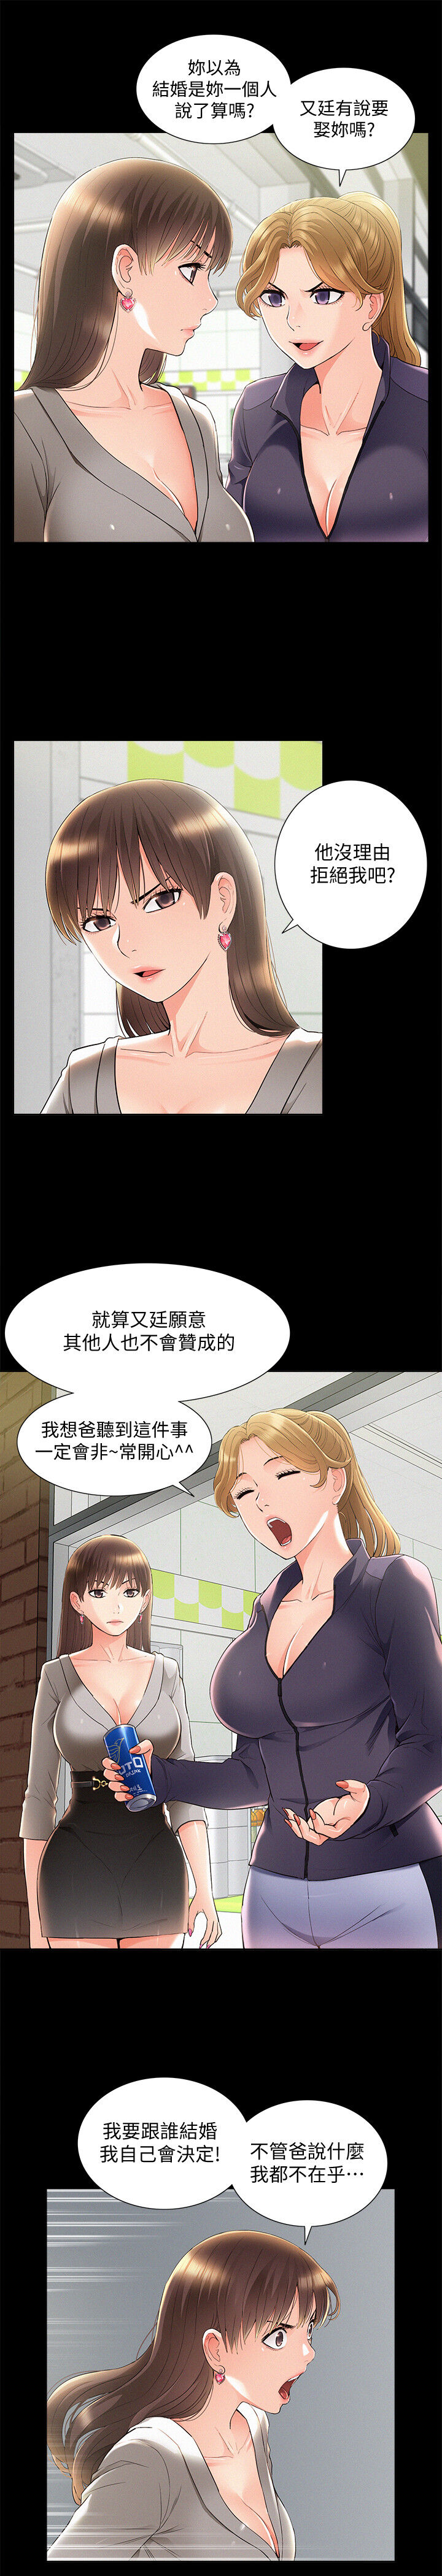 妳以為
結婚是妳一個人
說了算嗎?
又廷有說要
娶妳嗎?
他沒理由
拒絕我吧?
就算又廷願意
其他人也不會贊成的
我想爸聽到這件事
一定會非~常開心^^
我要跟誰結婚
我自己會決定!
不管爸說什麼
我都不在乎⋯